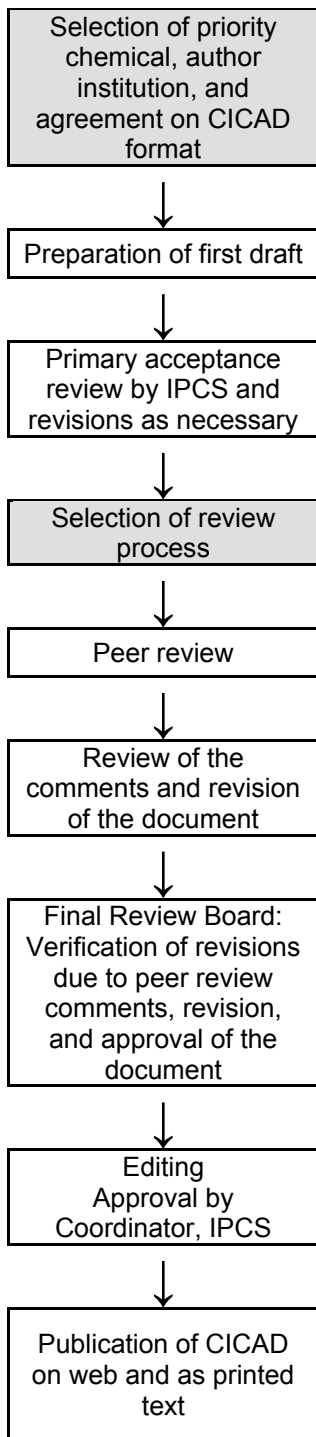 Selection of priority
chemical, author
institution, and
agreement on CICAD
format
Preparation of first draft
Primary acceptance
review by IPCS and
revisions as necessary
Selection of review
process
Peer review
Review of the
comments and revision
of the document
Final Review Board:
Verification of revisions
due to peer review
comments, revision,
and approval of the
document
Editing
Approval by
Coordinator, IPCS
Publication of CICAD
on web and as printed
text